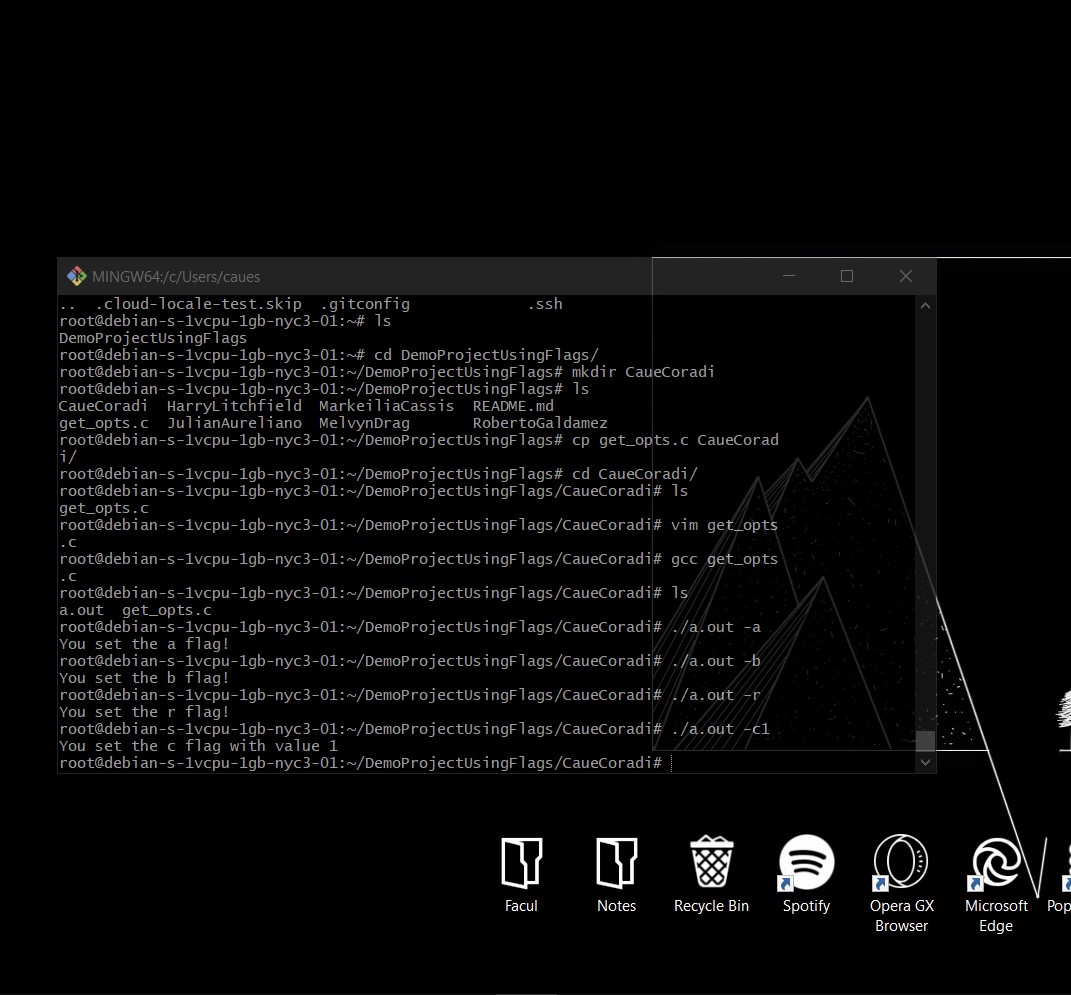 MINGW64:/c/Users/caues
..  .cloud-locale-test.skip  .gitconfig             .ssh
root@debian-s-1vcpu-1gb-nyc3-01:~# ls
DemoProjectUsingFlags
root@debian-s-1vcpu-1gb-nyc3-01:~# cd DemoProjectUsingFlags/
root@debian-s-1vcpu-1gb-nyc3-01:~/DemoProjectUsingFlags# mkdir CaueCoradi
root@debian-s-1vcpu-1gb-nyc3-01:~/DemoProjectUsingFlags# ls
CaueCoradi  HarryLitchfield  MarkeiliaCassis  README.md
get_opts.c  JulianAureliano  MelvynDrag       RobertoGaldamez
root@debian-s-1vcpu-1gb-nyc3-01:~/DemoProjectUsingFlags# cp get_opts.c CaueCorad
i/
root@debian-s-1vcpu-1gb-nyc3-01:~/DemoProjectUsingFlags# cd CaueCoradi/
root@debian-s-1vcpu-1gb-nyc3-01:~/DemoProjectUsingFlags/CaueCoradi# ls
get_opts.c
root@debian-s-1vcpu-1gb-nyc3-01:~/DemoProjectUsingFlags/CaueCoradi# vim get_opts
.c
root@debian-s-1vcpu-1gb-nyc3-01:~/DemoProjectUsingFlags/CaueCoradi# gcc get_opts
.c
root@debian-s-1vcpu-1gb-nyc3-01:~/DemoProjectUsingFlags/CaueCoradi# ls
a.out  get_opts.c
root@debian-s-1vcpu-1gb-nyc3-01:~/DemoProjectUsingFlags/CaueCoradi# ./a.out -a
You set the a flag!
root@debian-s-1vcpu-1gb-nyc3-01:~/DemoProjectUsingFlags/CaueCoradi# ./a.out -b
You set the b flag!
root@debian-s-1vcpu-1gb-nyc3-01:~/DemoProjectUsingFlags/CaueCoradi# ./a.out -r
You set the r flag!
root@debian-s-1vcpu-1gb-nyc3-01:~/DemoProjectUsingFlags/CaueCoradi# ./a.out -c1
You set the c flag with value 1
root@debian-s-1vcpu-1gb-nyc3-01:~/DemoProjectUsingFlags/CaueCoradi#
Facul
Notes
Recycle Bin
Spotify
Opera GX
Browser
Microsoft
Edge